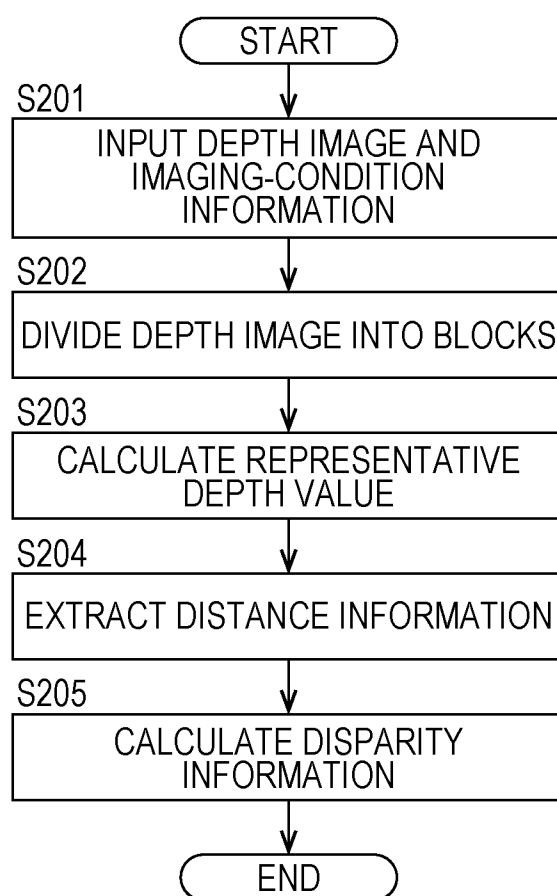 START
S201
INPUT DEPTH IMAGE AND
IMAGING-CONDITION
INFORMATION
S202
DIVIDE DEPTH IMAGE INTO BLOCKS
S203
CALCULATE REPRESENTATIVE
DEPTH VALUE
S204
EXTRACT DISTANCE INFORMATION
S205
CALCULATE DISPARITY
INFORMATION
END